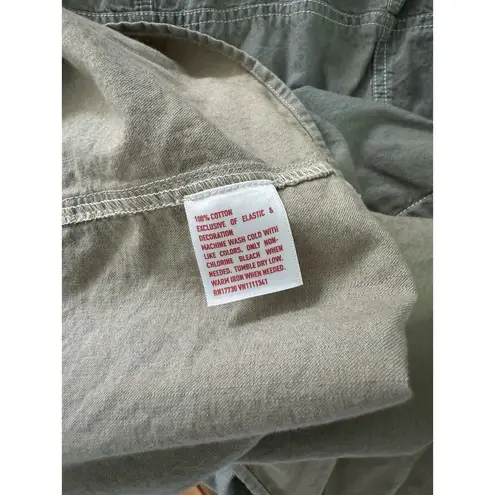 100% COTTON
EXCLUSIVE OF ELASTIC &
DECORATION
MACHINE WASH COLD WITH
LIKE COLORS. ONLY NON-
CHLORINE BLEACH WHEN
NEEDED. TUMBLE DRY LOW.
WARM IRON WHEN NEEDED.
RN17730 VN1111341